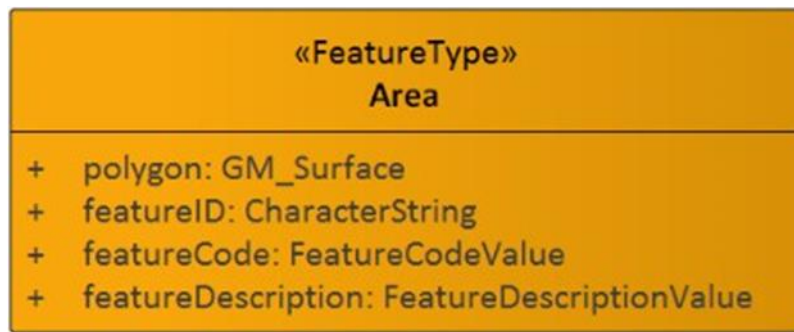 «FeatureType»
Area
+ polygon: GM_Surface
+ featureID: CharacterString
+ featureCode: FeatureCodeValue
+ featureDescription: FeatureDescriptionValue